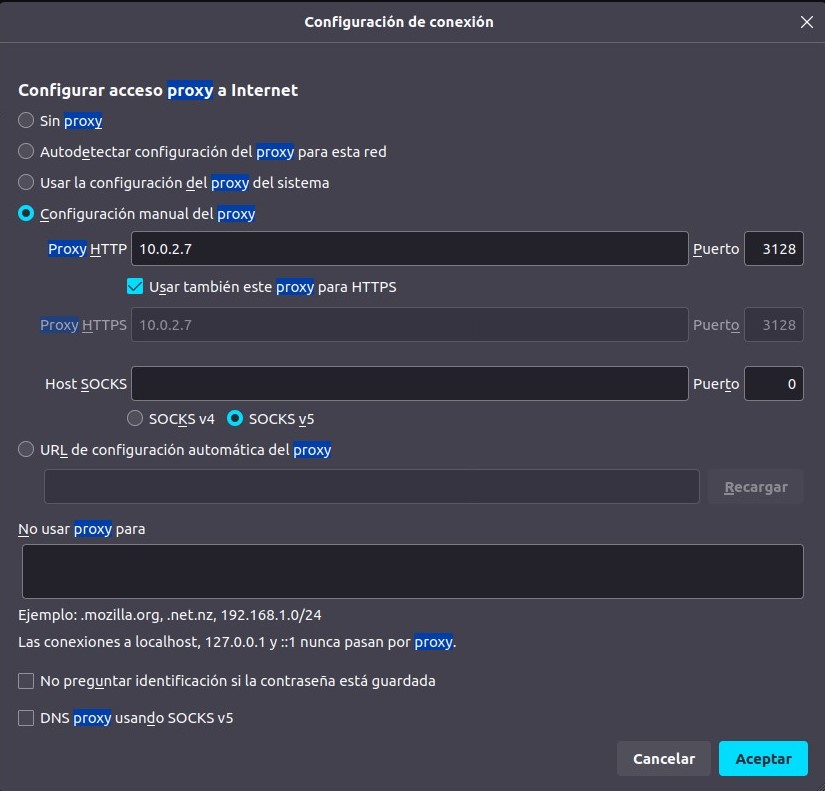 Configuración de conexión
Configurar acceso proxy a Internet
Sin proxy
Autodetectar configuración del proxy para esta red
Usar la configuración del proxy del sistema
Configuración manual del proxy
Proxy HTTP 10.0.2.7 Puerto 3128
Usar también este proxy para HTTPS
Proxy HTTPS 10.0.2.7 Puerto 3128
Host SOCKS Puerto 0
SOCKS v4 SOCKS v5
URL de configuración automática del proxy
Recargar
No usar proxy para
Ejemplo: .mozilla.org, .net.nz, 192.168.1.0/24
Las conexiones a localhost, 127.0.0.1 y ::1 nunca pasan por proxy.
No preguntar identificación si la contraseña está guardada
DNS proxy usando SOCKS v5
Cancelar Aceptar